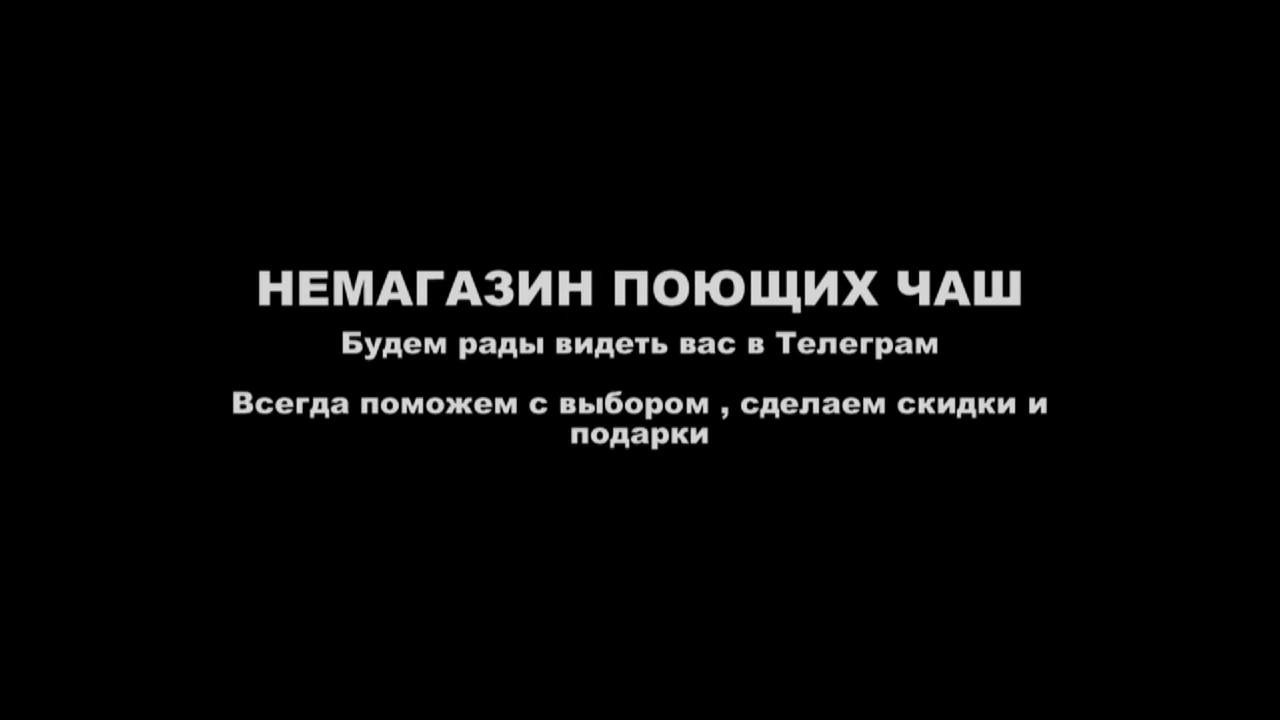 НЕМАГАЗИН ПОЮЩИХ ЧАШ
Будем рады видеть вас в Телеграм
Всегда поможем с выбором , сделаем скидки и
подарки